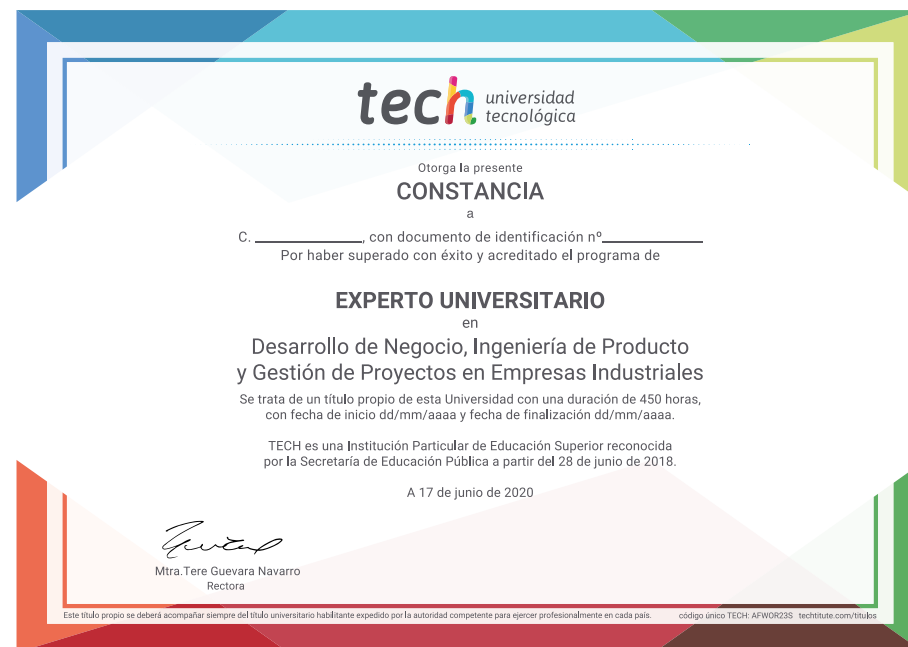 tech universidad
tecnológica
Otorga la presente
CONSTANCIA
a
C. ____________, con documento de identificación nº____________
Por haber superado con éxito y acreditado el programa de
EXPERTO UNIVERSITARIO
en
Desarrollo de Negocio, Ingeniería de Producto
y Gestión de Proyectos en Empresas Industriales
Se trata de un título propio de esta Universidad con una duración de 450 horas,
con fecha de inicio dd/mm/aaaa y fecha de finalización dd/mm/aaaa.
TECH es una Institución Particular de Educación Superior reconocida
por la Secretaría de Educación Pública a partir del 28 de junio de 2018.
A 17 de junio de 2020
Mtra.Tere Guevara Navarro
Rectora
Este título propio se deberá acompañar siempre del título universitario habilitante expedido por la autoridad competente para ejercer profesionalmente en cada país. código único TECH: AFWOR23S techtitute.com/titulos